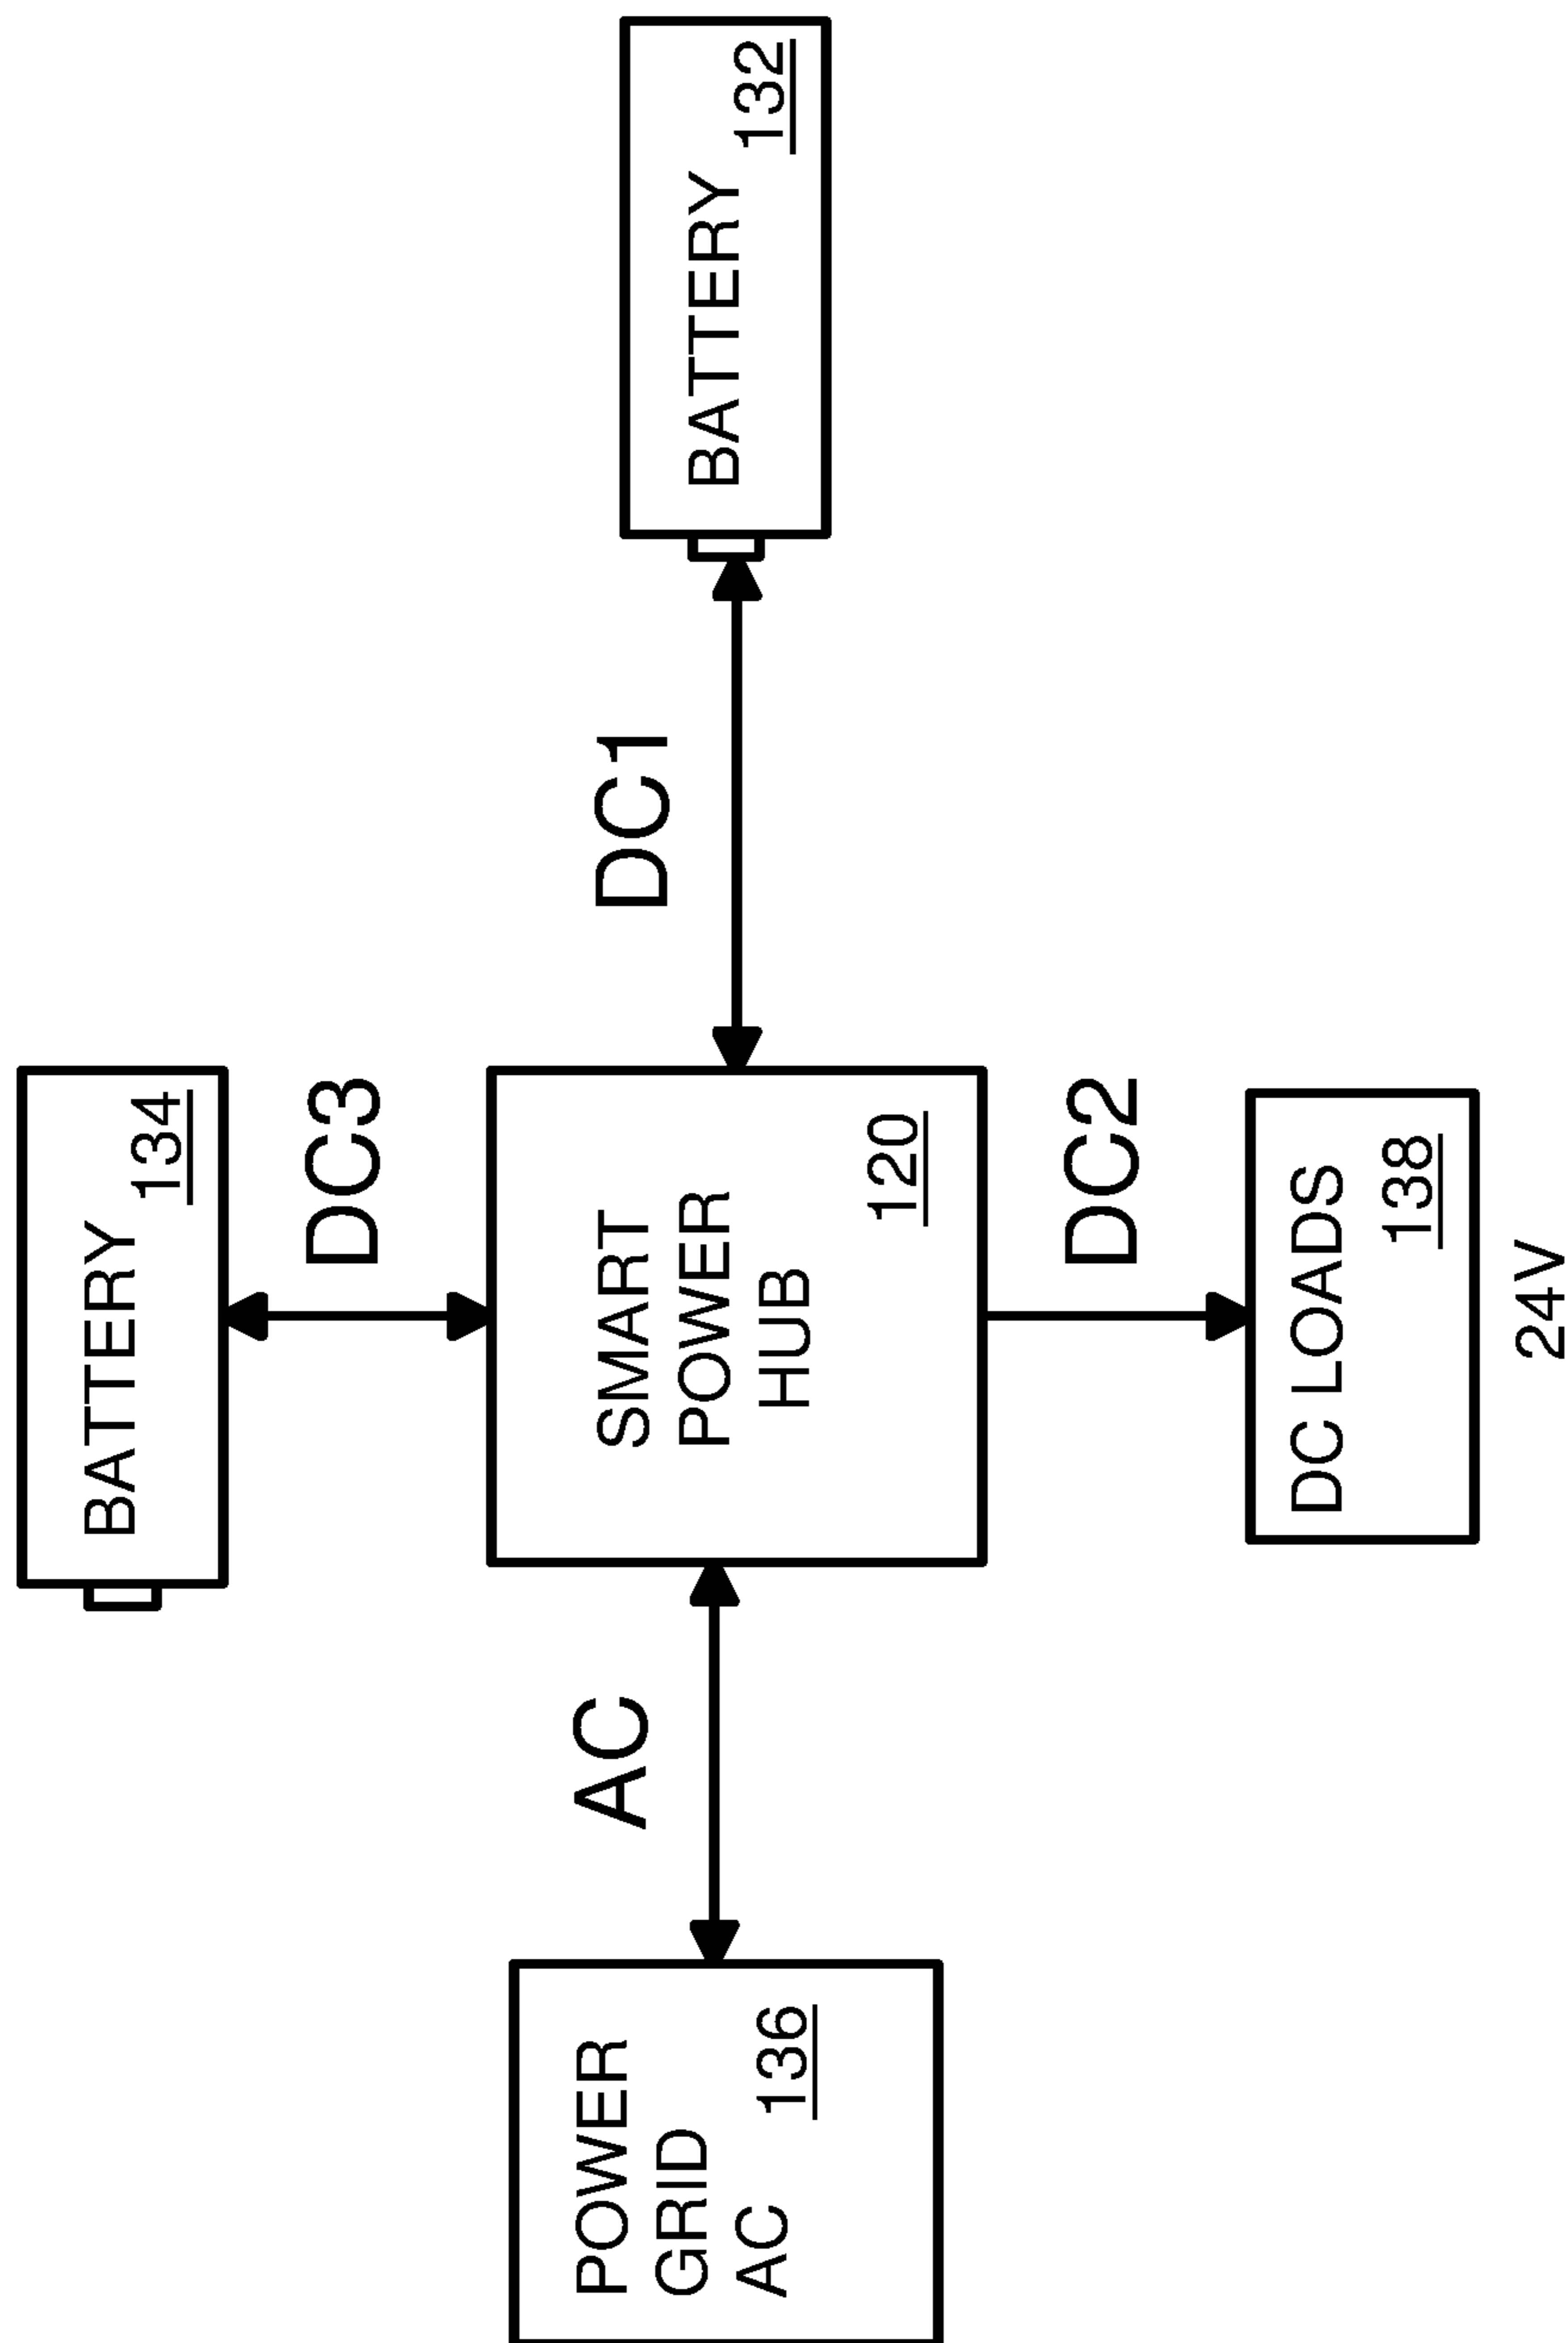 BATTERY
134
DC3
POWER
GRID
AC
136
AC
SMART
POWER
HUB
120
DC1
BATTERY
132
DC2
DC LOADS
138
24V